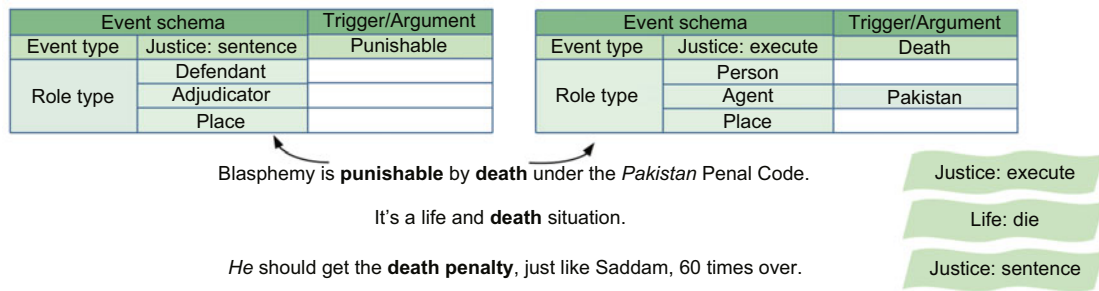 Event schema Trigger/Argument
Event type Justice: sentence Punishable
Role type
Defendant
Adjudicator
Place
Event schema Trigger/Argument
Event type Justice: execute Death
Role type
Person
Agent Pakistan
Place
Blasphemy is punishable by death under the Pakistan Penal Code.
Justice: execute
It's a life and death situation.
Life: die
He should get the death penalty, just like Saddam, 60 times over.
Justice: sentence